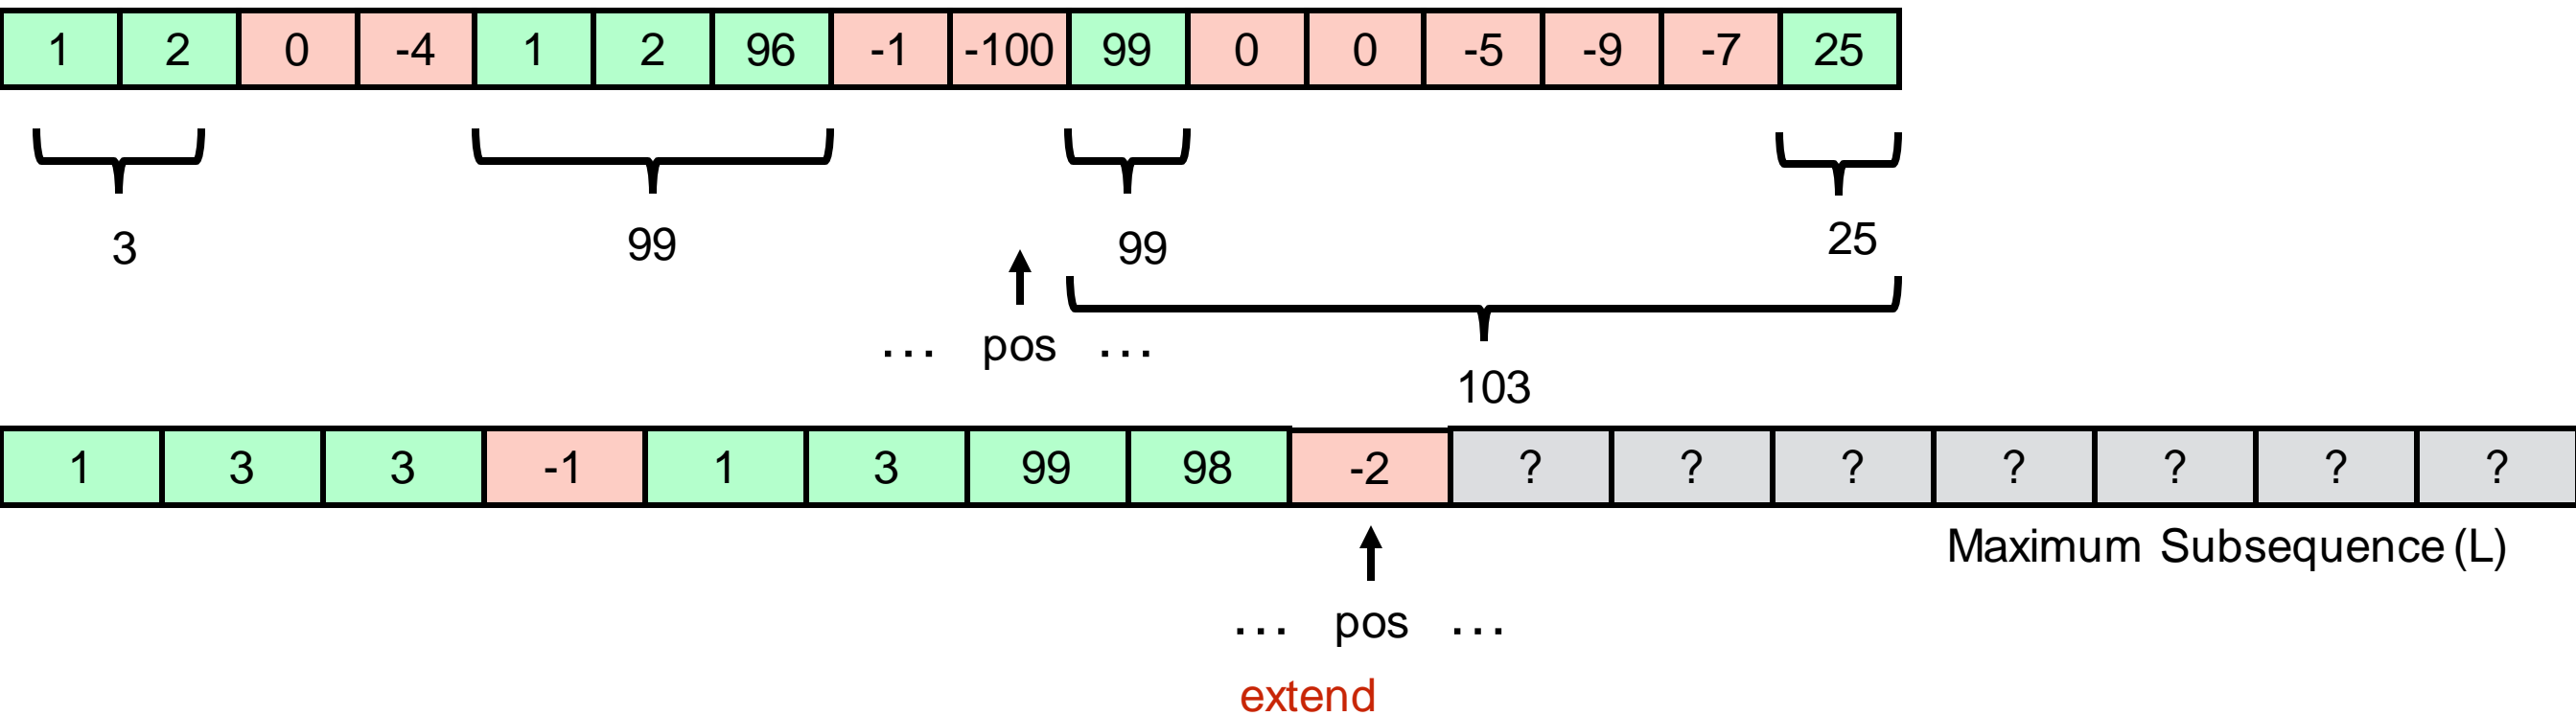 1 2 0 -4 1 2 96 -1 -100 99 0 0 -5 -9 -7 25
3 99 99 25
... pos ...
103
1 3 3 -1 1 3 99 98 -2 ? ? ? ? ? ? ?
Maximum Subsequence (L)
... pos ...
extend